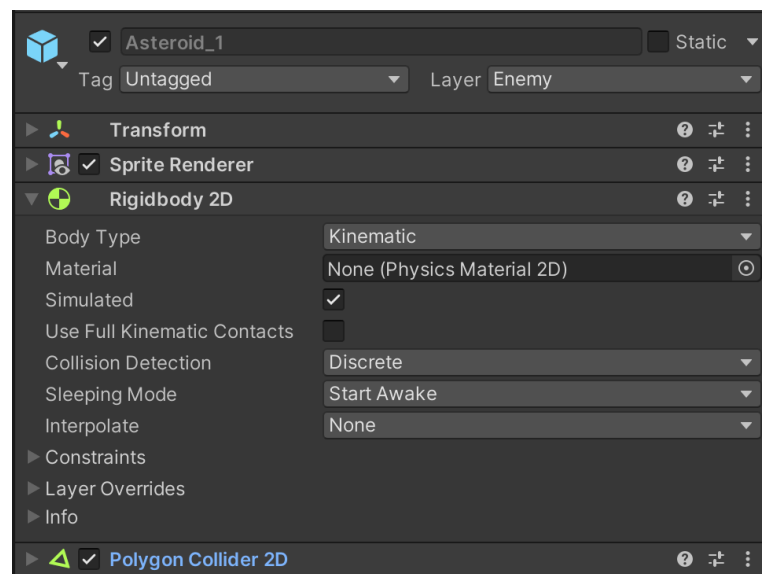 Asteroid_1 Static
Tag Untagged Layer Enemy
Transform
Sprite Renderer
Rigidbody 2D
Body Type Kinematic
Material None (Physics Material 2D)
Simulated
Use Full Kinematic Contacts
Collision Detection Discrete
Sleeping Mode Start Awake
Interpolate None
Constraints
Layer Overrides
Info
Polygon Collider 2D